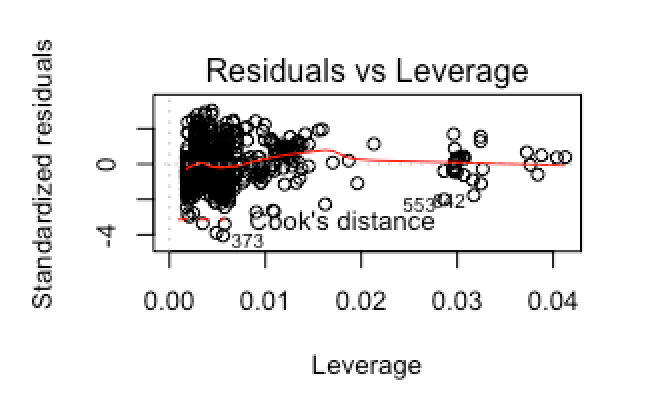 Residuals vs Leverage
Standardized residuals
0
-4
553
842
Cook's distance
373
0.00 0.01 0.02 0.03 0.04
Leverage